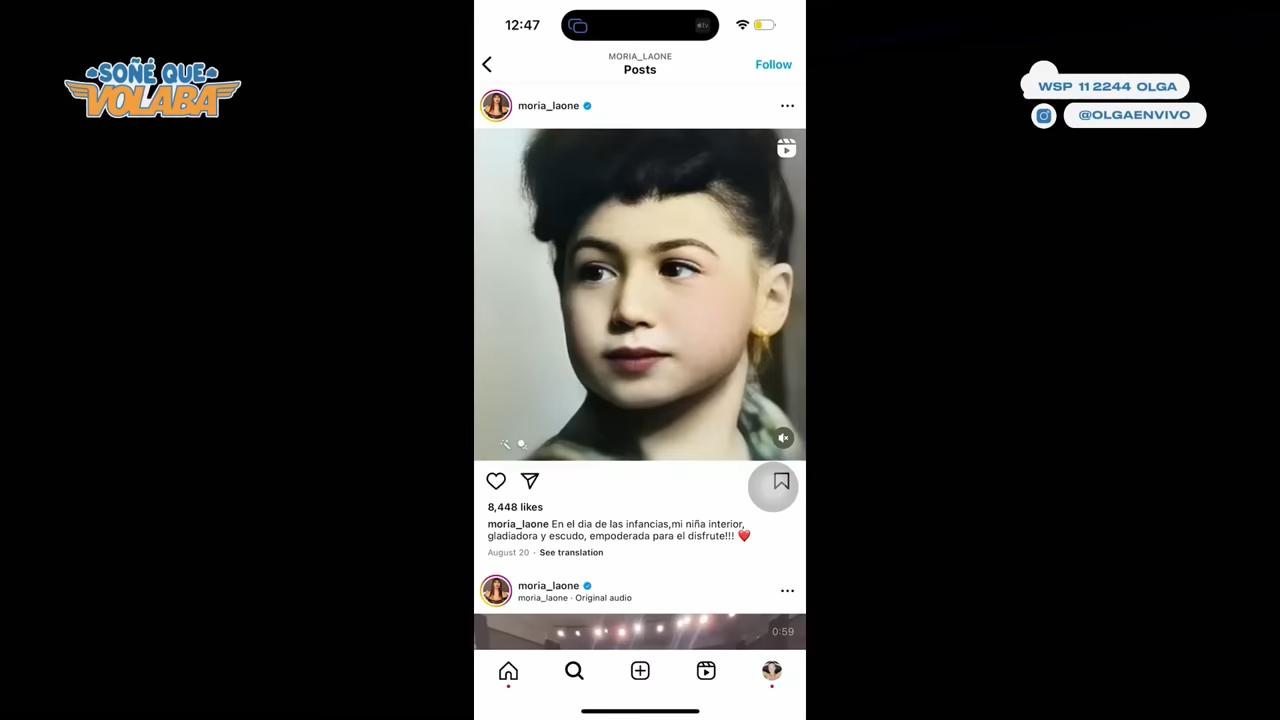 12:47
SOÑÉ QUE
VOLABA
MORIA_LAONE
Posts
Follow
WSP 11 2244 OLGA
@OLGAENVIVO
moria_laone
8,448 likes
moria_laone En el dia de las infancias,mi niña interior,
gladiadora y escudo, empoderada para el disfrute!!! ❤️
August 20 · See translation
moria_laone
moria_laone · Original audio
0:59